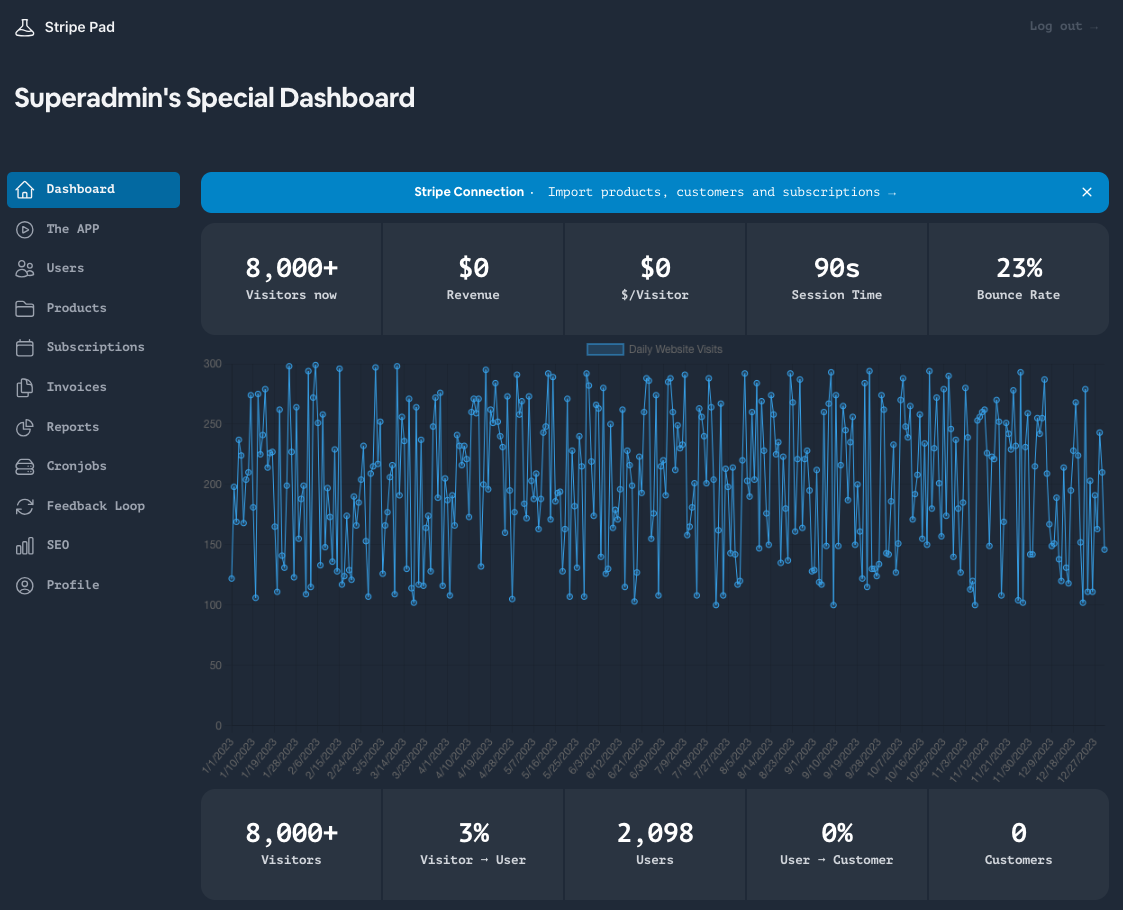 Stripe Pad
Log out →
Superadmin's Special Dashboard
Dashboard
The APP
Users
Products
Subscriptions
Invoices
Reports
Cronjobs
Feedback Loop
SEO
Profile
Stripe Connection · Import products, customers and subscriptions →
8,000+
Visitors now
$0
Revenue
$0
$/Visitor
90s
Session Time
23%
Bounce Rate
Daily Website Visits
300
250
200
150
100
50
0
1/1/2023
1/10/2023
1/19/2023
1/28/2023
2/6/2023
2/15/2023
2/24/2023
3/5/2023
3/14/2023
3/23/2023
4/1/2023
4/10/2023
4/19/2023
4/28/2023
5/7/2023
5/16/2023
5/25/2023
6/3/2023
6/12/2023
6/21/2023
6/30/2023
7/9/2023
7/18/2023
7/27/2023
8/5/2023
8/14/2023
8/23/2023
9/1/2023
9/10/2023
9/19/2023
9/28/2023
10/7/2023
10/16/2023
10/25/2023
11/3/2023
11/12/2023
11/21/2023
11/30/2023
12/9/2023
12/18/2023
12/27/2023
8,000+
Visitors
3%
Visitor → User
2,098
Users
0%
User → Customer
0
Customers